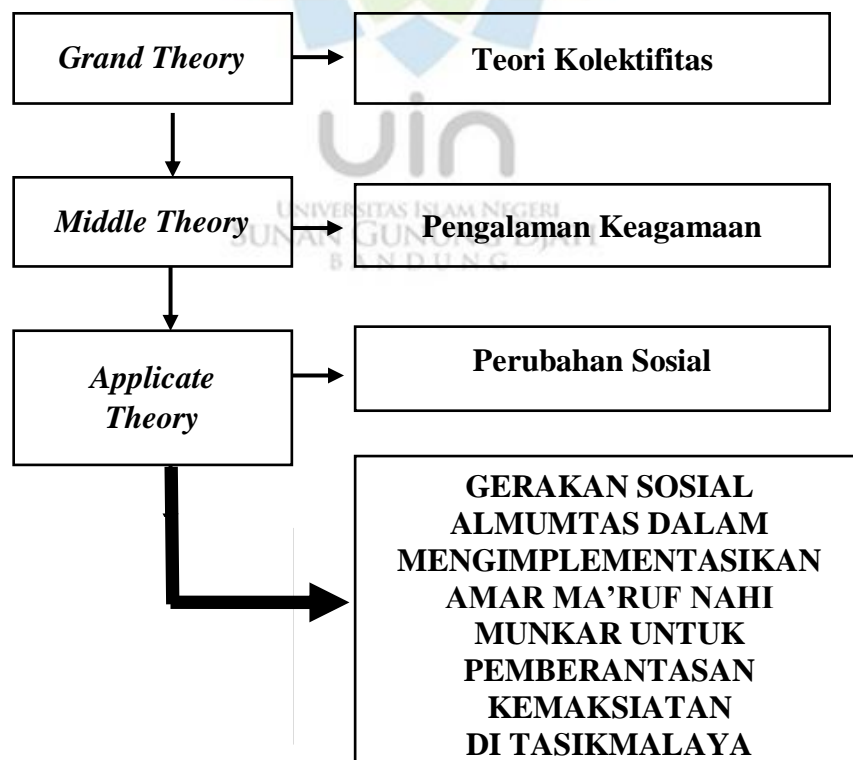 Grand Theory
Teori Kolektifitas
uin
UNIVERSITAS ISLAM NEGERI
SUNAN GUNUNG DJATI
BANDUNG
Middle Theory
Pengalaman Keagamaan
Applicate
Theory
Perubahan Sosial
GERAKAN SOSIAL
ALMUMTAS DALAM
MENGIMPLEMENTASIKAN
AMAR MA’RUF NAHI
MUNKAR UNTUK
PEMBERANTASAN
KEMAKSIATAN
DI TASIKMALAYA